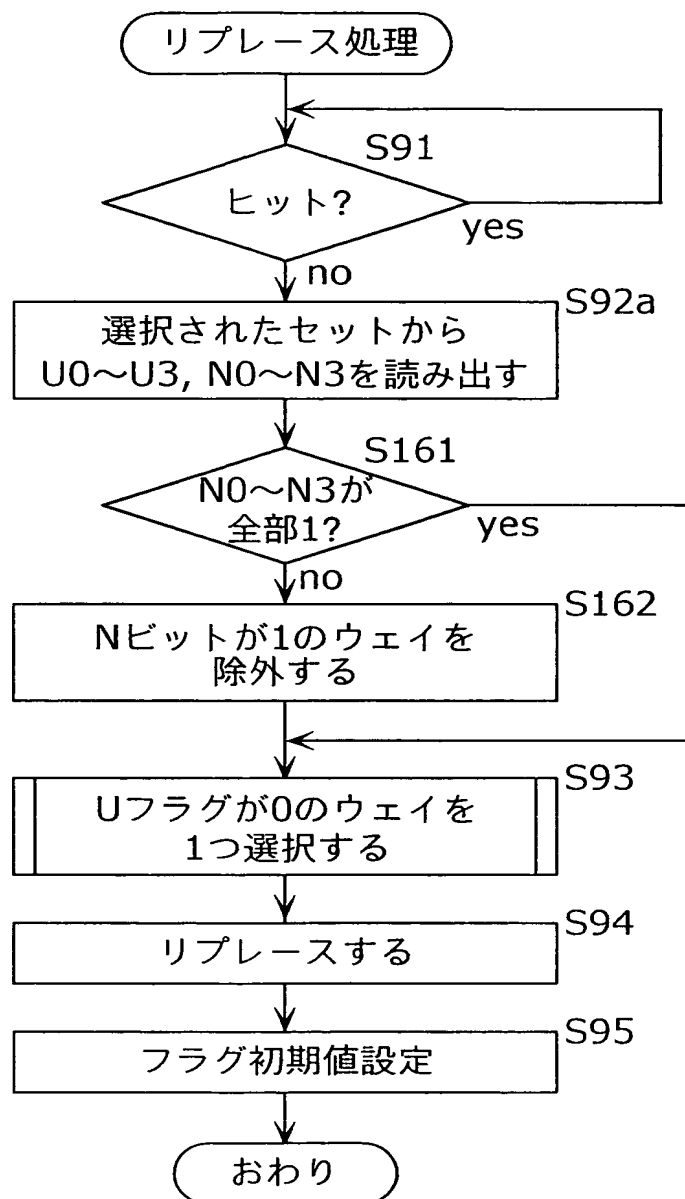 リプレース処理
S91
ヒット?
yes
no
S92a
選択されたセットから
U0〜U3, N0〜N3を読み出す
S161
N0〜N3が
全部1?
yes
no
S162
Nビットが1のウェイを
除外する
S93
Uフラグが0のウェイを
1つ選択する
S94
リプレースする
S95
フラグ初期値設定
おわり